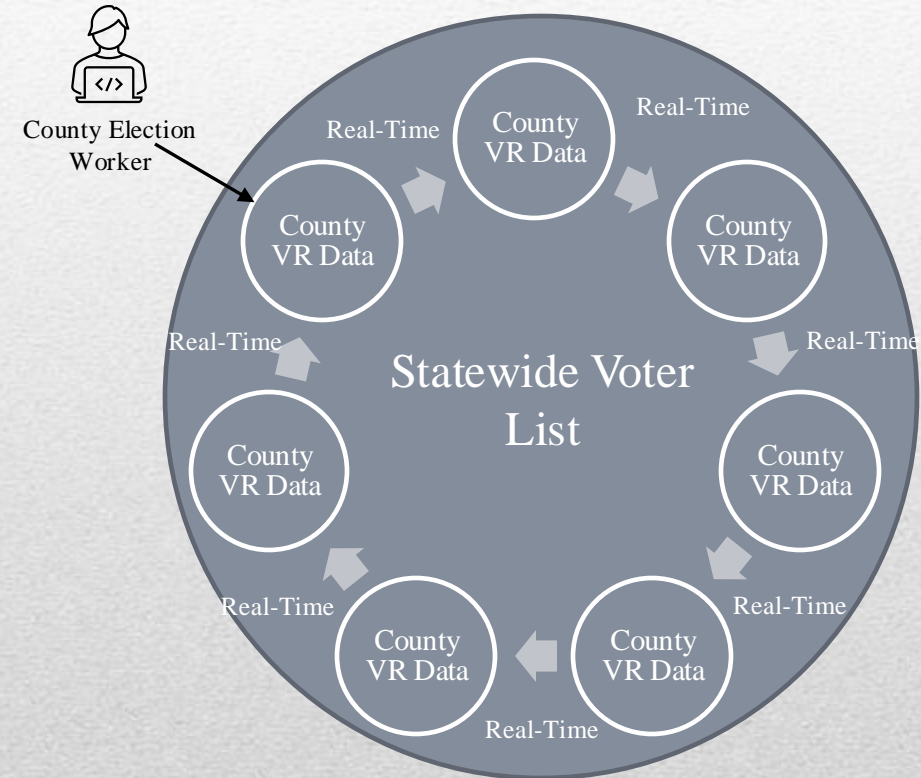 </>
County Election
Worker
Real-Time
County
VR Data
Real-Time
County
VR Data
County
VR Data
Real-Time
Real-Time
Statewide Voter
List
County
VR Data
County
VR Data
Real-Time
Real-Time
County
VR Data
County
VR Data
Real-Time